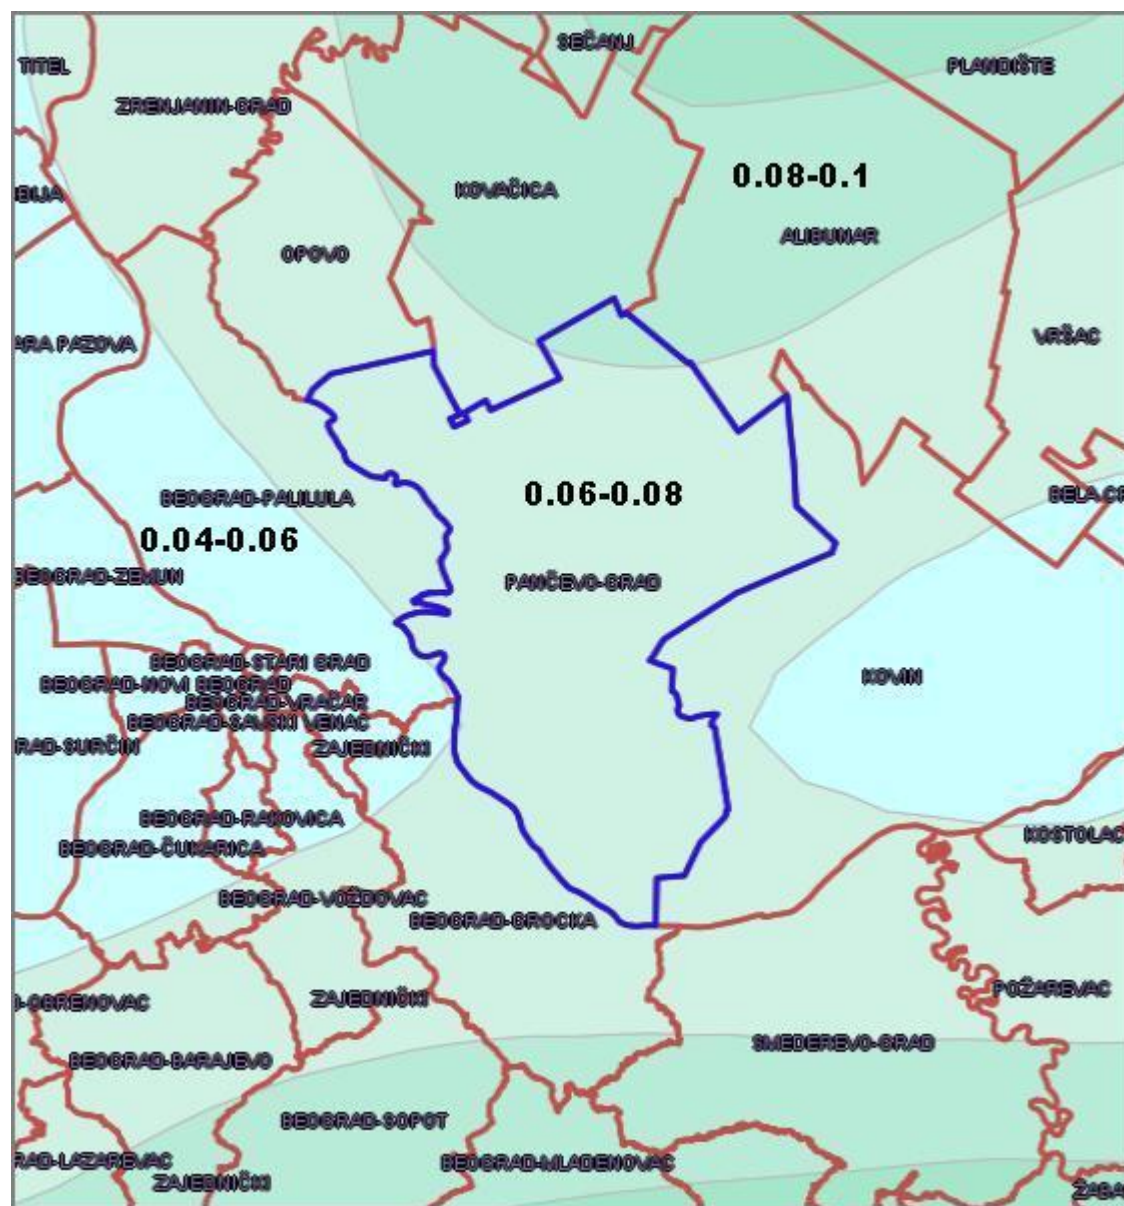 SEČANJ
TITEL
PLANDIŠTE
ZRENJANIN-GRAD
0.08-0.1
KOVAČICA
ALIBUNAR
OPOVO
VRŠAC
ARA PAZOVA
0.06-0.08
BEOGRAD-PALILULA
BELA CR
0.04-0.06
BEOGRAD-ZEMUN
PANČEVO-GRAD
BEOGRAD-STARI GRAD
KOVIN
BEOGRAD-NOVI BEOGRAD
BEOGRAD-VRAČAR
BEOGRAD-SAVSKI VENAC
RAD-SURČIN
ZAJEDNIČKI
BEOGRAD-RAKOVICA
KOSTOLAC
BEOGRAD-ČUKARICA
BEOGRAD-VOŽDOVAC
BEOGRAD-GROCKA
POŽAREVAC
ZAJEDNIČKI
-OBRENOVAC
SMEDEREVO-GRAD
BEOGRAD-BARAJEVO
BEOGRAD-SOPOT
RAD-LAZAREVAC
BEOGRAD-MLADENOVAC
ZAJEDNIČKI
ŽABA